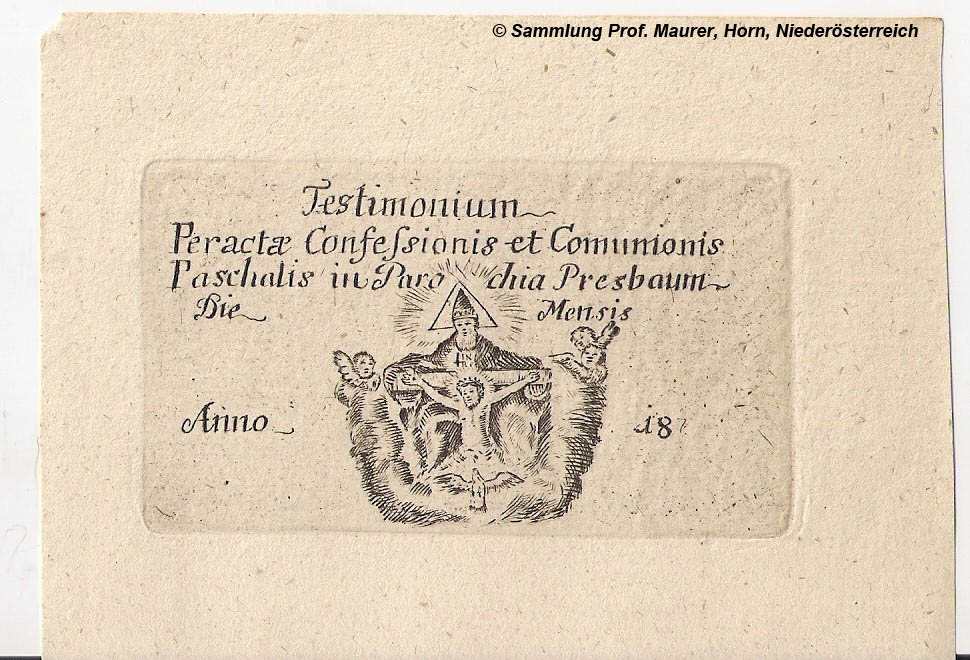 © Sammlung Prof. Maurer, Horn, Niederösterreich
Testimonium
Peractæ Confeſsionis et Comunionis
Paschalis in Parochia Presbaum
Die Mensis
Anno 18
INRI